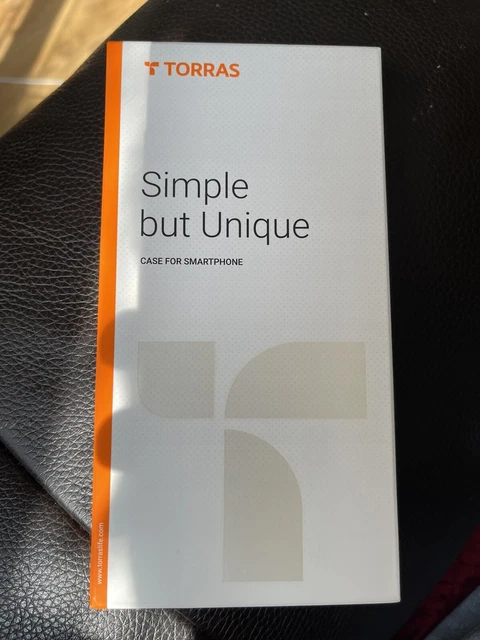 TORRAS
Simple
but Unique
CASE FOR SMARTPHONE
www.torraslife.com